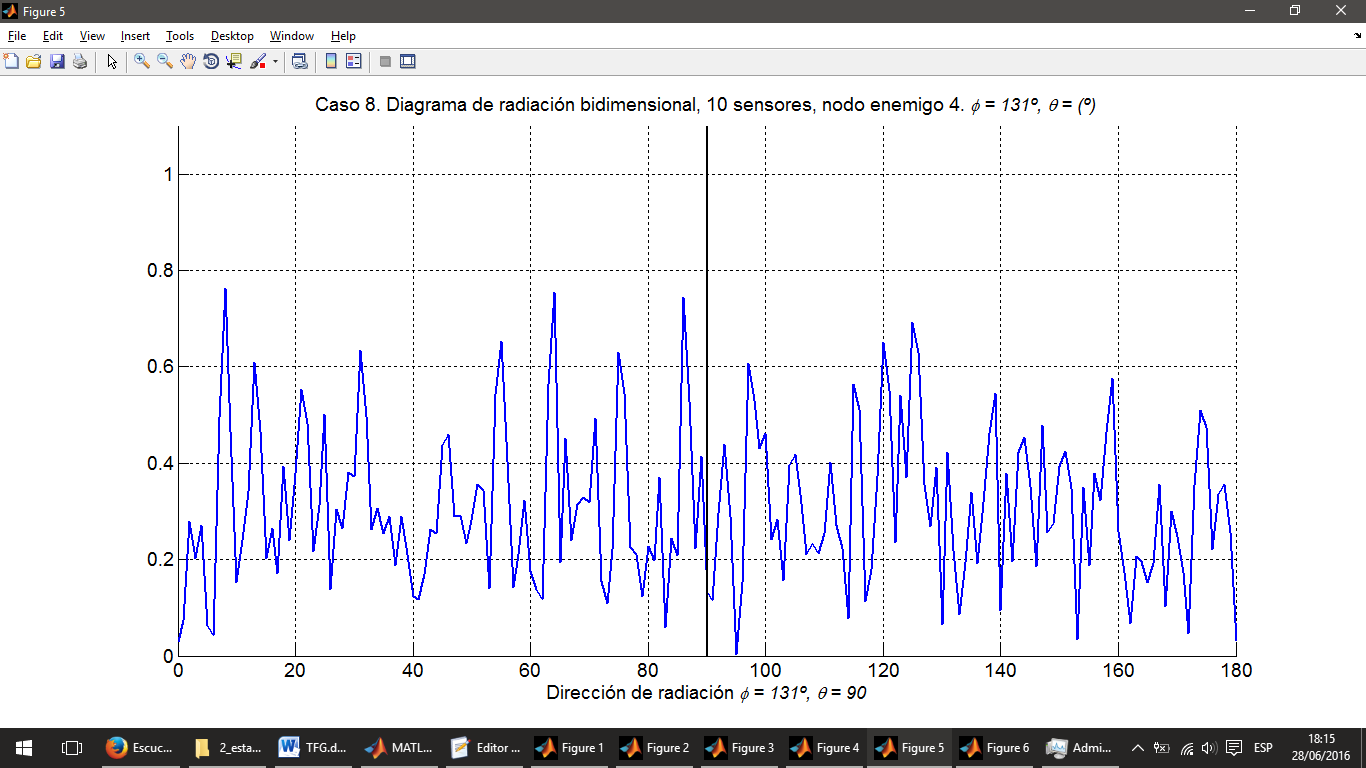 Figure 5
File Edit View Insert Tools Desktop Window Help
Caso 8. Diagrama de radiación bidimensional, 10 sensores, nodo enemigo 4. ϕ = 131º, θ = (º)
1
0.8
0.6
0.4
0.2
0
0 20 40 60 80 100 120 140 160 180
Dirección de radiación ϕ = 131º, θ = 90
Escuc... 2_esta... TFG.d... MATL... Editor ... Figure 1 Figure 2 Figure 3 Figure 4 Figure 5 Figure 6 Admi... ESP 18:15
28/06/2016